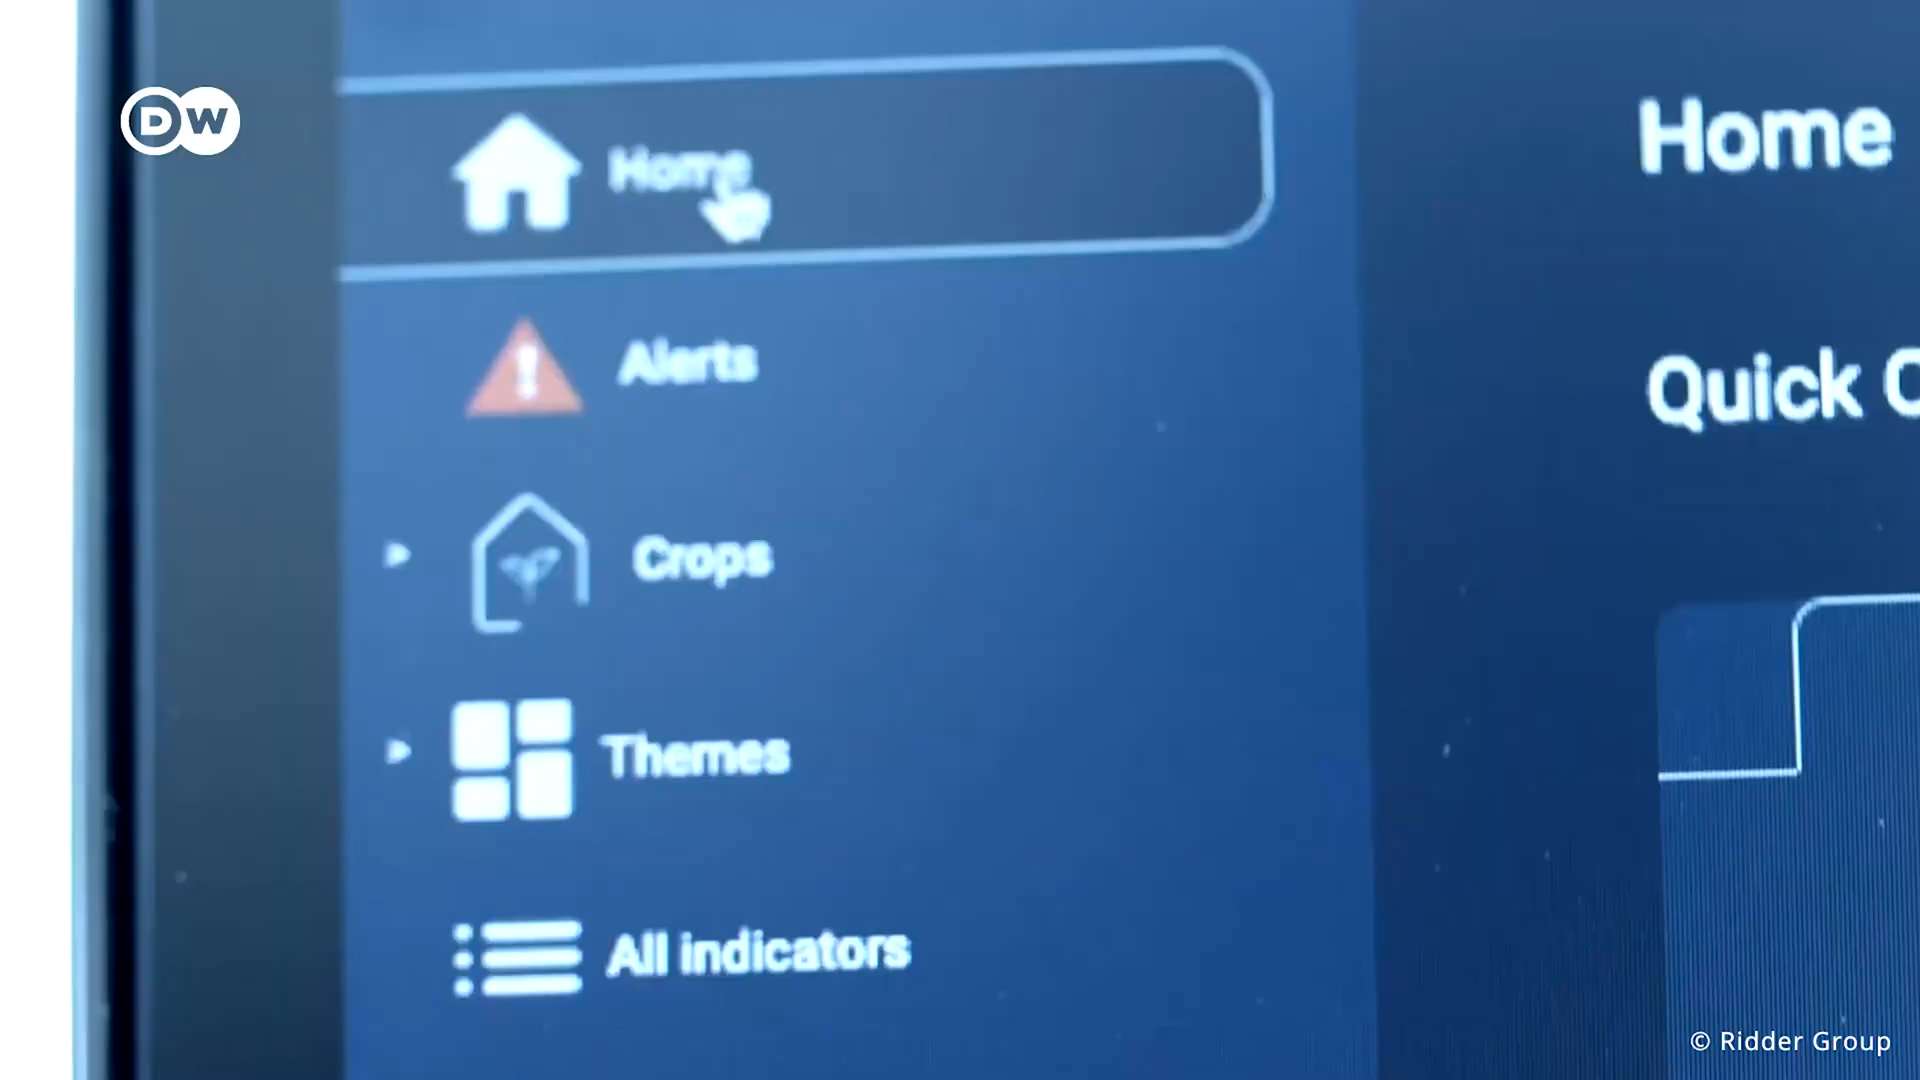 DW
Home
Home
Alerts
Quick
Crops
Themes
All indicators
© Ridder Group